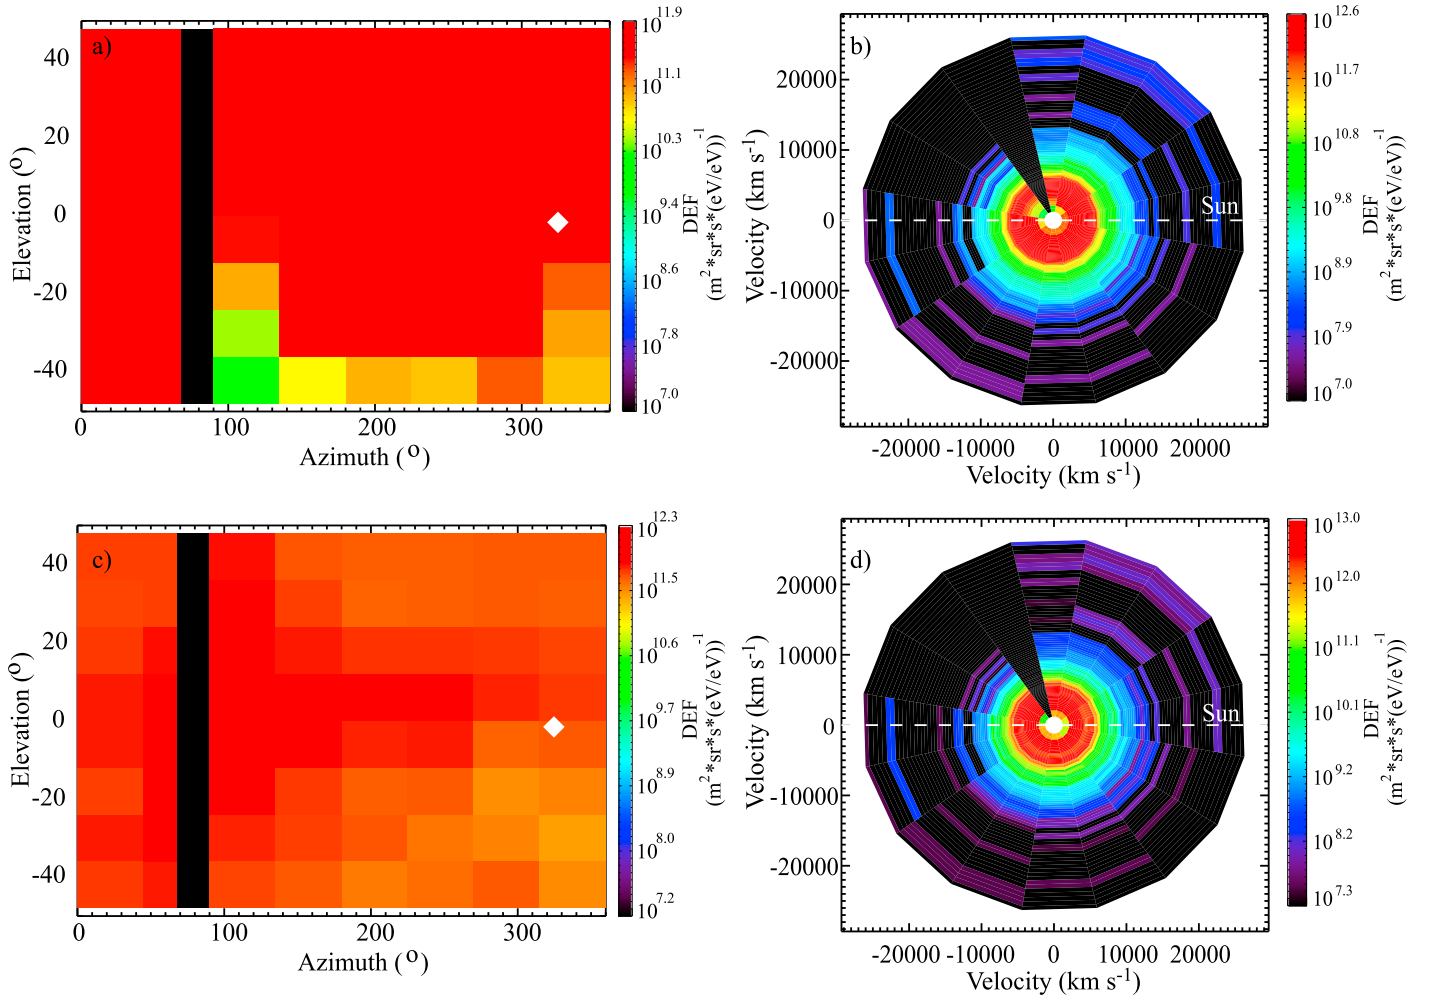 a)
Elevation (°)
40
20
0
-20
-40
0
100
200
300
Azimuth (°)
10^11.9
10^11.1
10^10.3
10^9.4
10^8.6
10^7.8
10^7.0
DEF
(m²*sr*s*(eV/eV))⁻¹
b)
Velocity (km s⁻¹)
20000
10000
0
-10000
-20000
Sun
-20000 -10000 0 10000 20000
Velocity (km s⁻¹)
10^12.6
10^11.7
10^10.8
10^9.8
10^8.9
10^7.9
10^7.0
DEF
(m²*sr*s*(eV/eV))⁻¹
c)
Elevation (°)
40
20
0
-20
-40
0
100
200
300
Azimuth (°)
10^12.3
10^11.5
10^10.6
10^9.7
10^8.9
10^8.0
10^7.2
DEF
(m²*sr*s*(eV/eV))⁻¹
d)
Velocity (km s⁻¹)
20000
10000
0
-10000
-20000
Sun
-20000 -10000 0 10000 20000
Velocity (km s⁻¹)
10^13.0
10^12.0
10^11.1
10^10.1
10^9.2
10^8.2
10^7.3
DEF
(m²*sr*s*(eV/eV))⁻¹